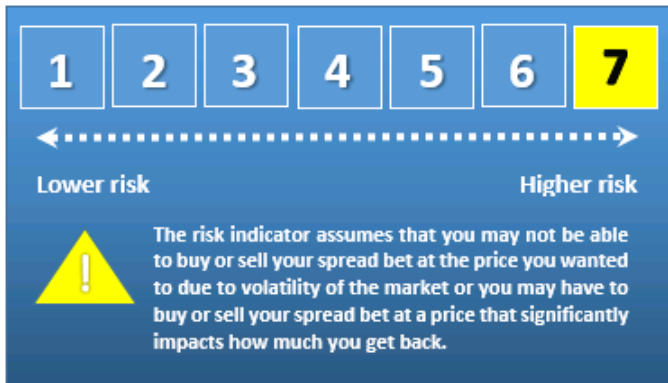 1 2 3 4 5 6 7
Lower risk Higher risk
!
The risk indicator assumes that you may not be able
to buy or sell your spread bet at the price you wanted
to due to volatility of the market or you may have to
buy or sell your spread bet at a price that significantly
impacts how much you get back.